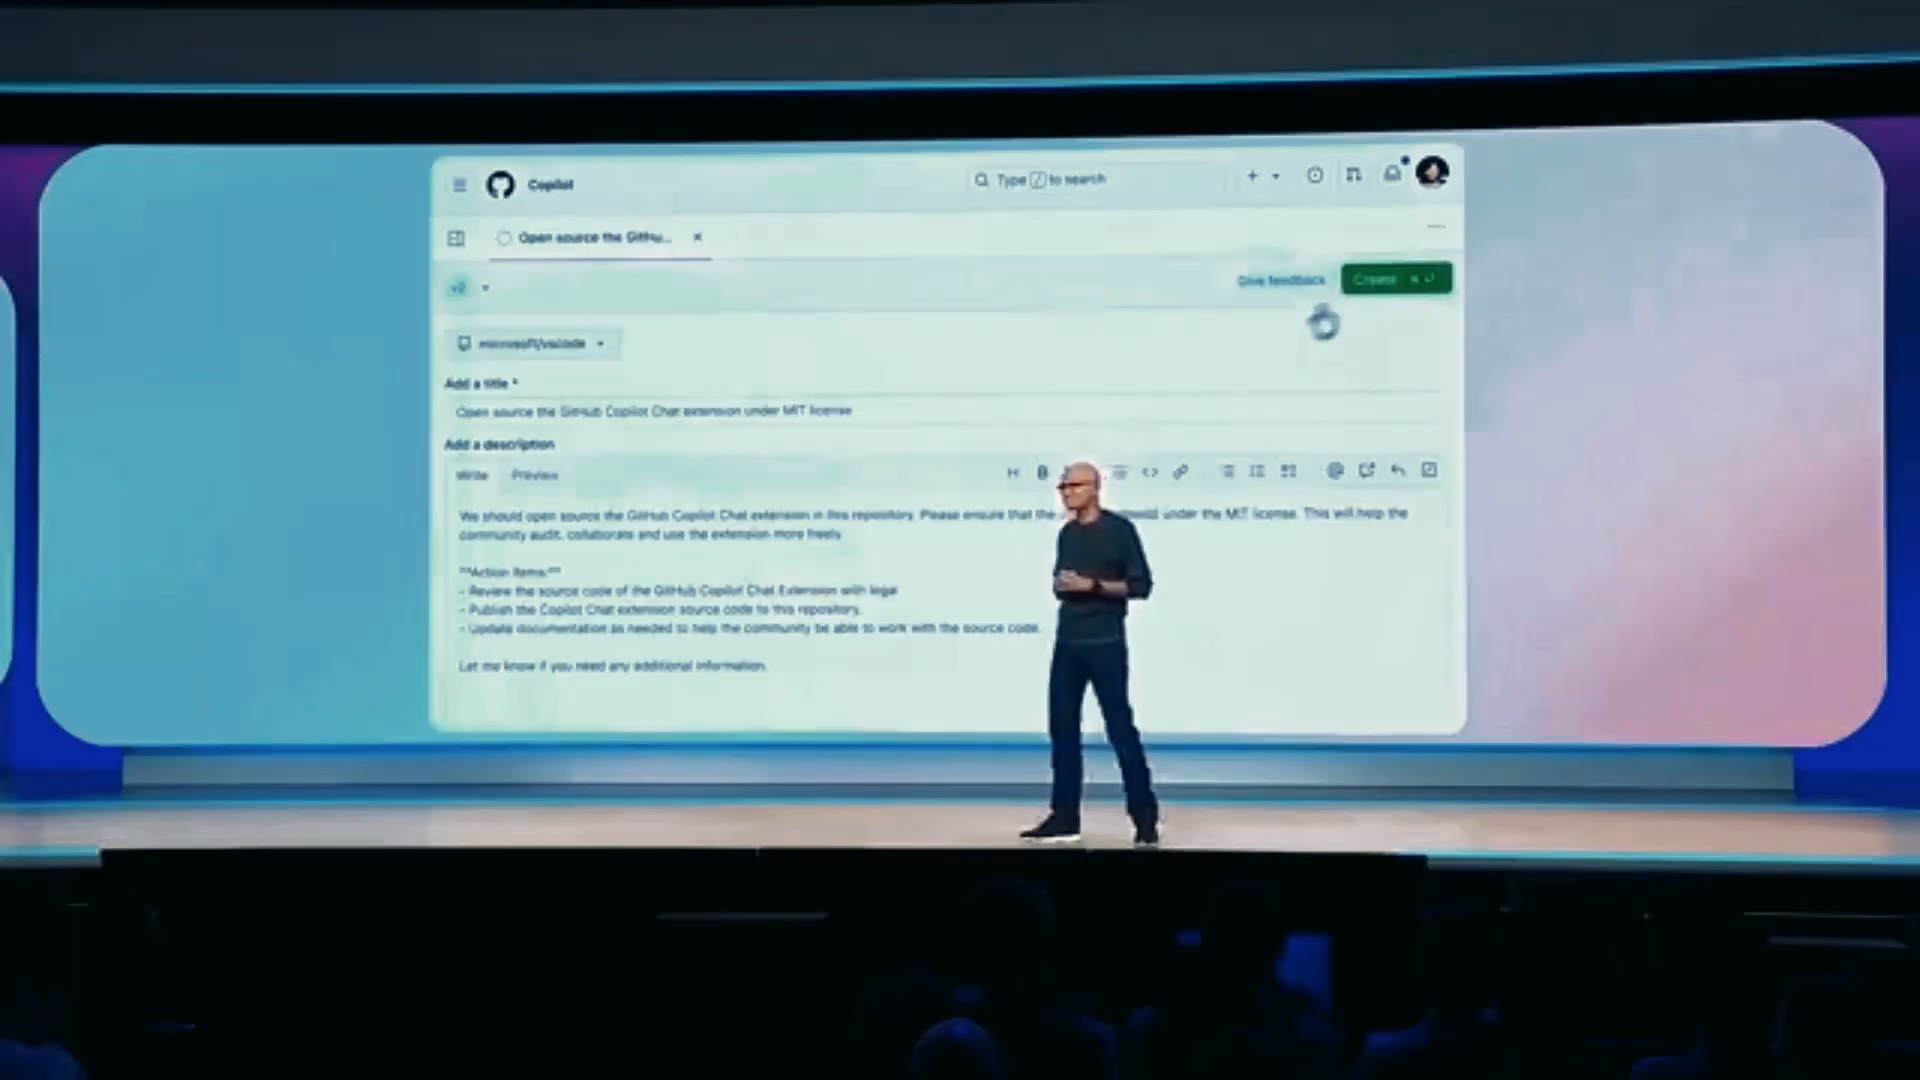 Copilot
Type / to search
Open source the GitHu...
v2
Give feedback
Create
microsoft/vscode
Add a title *
Open source the GitHub Copilot Chat extension under MIT license
Add a description
Write Preview
H B
We should open source the GitHub Copilot Chat extension in this repository. Please ensure that the under the MIT license. This will help the
community audit, collaborate and use the extension more freely.
**Action Items:**
- Review the source code of the GitHub Copilot Chat Extension with legal
- Publish the Copilot Chat extension source code to this repository.
- Update documentation as needed to help the community be able to work with the source code.
Let me know if you need any additional information.